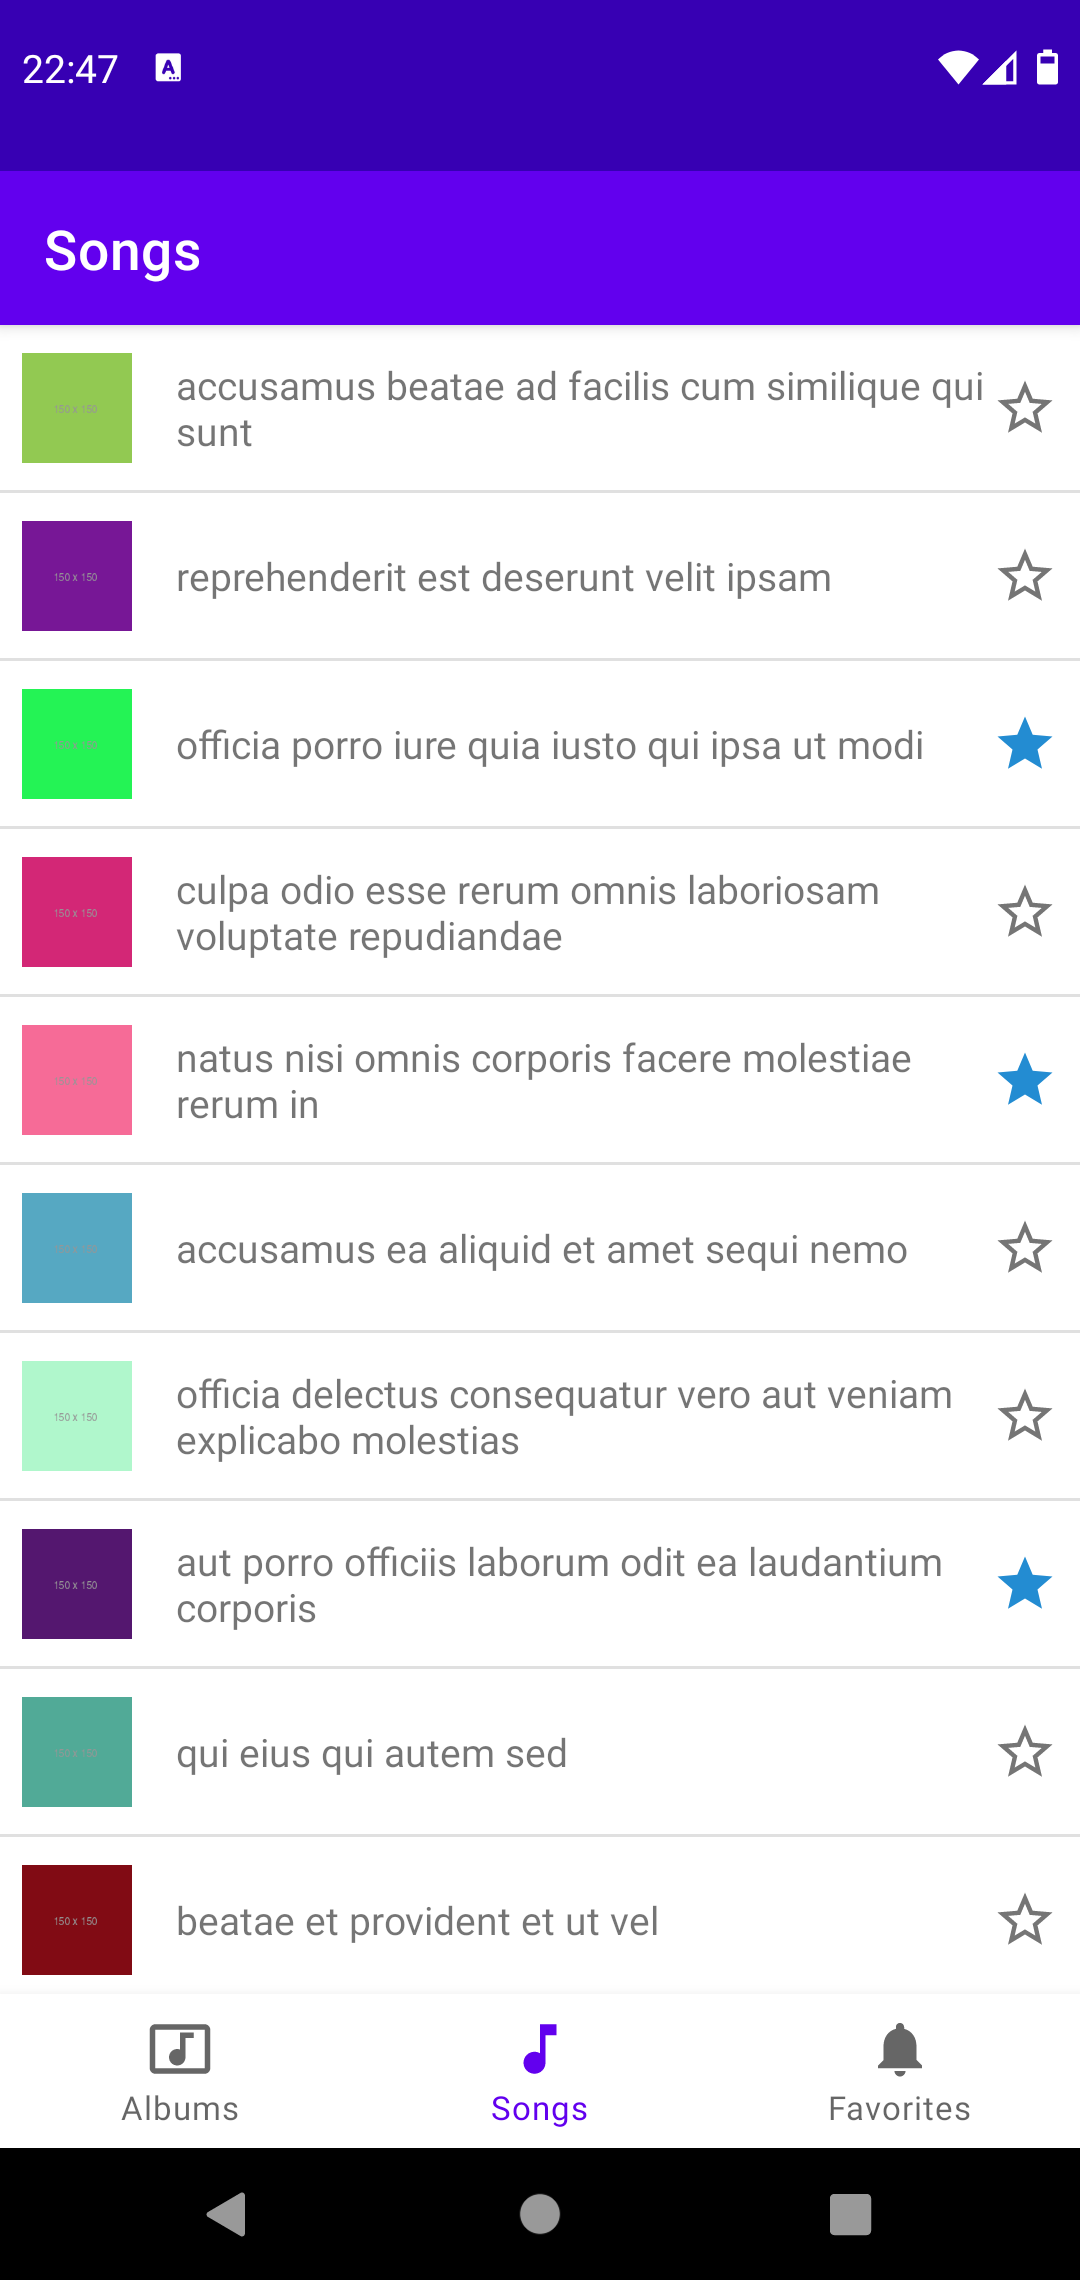 22:47
Songs
150 x 150
accusamus beatae ad facilis cum similique qui
sunt
150 x 150
reprehenderit est deserunt velit ipsam
150 x 150
officia porro iure quia iusto qui ipsa ut modi
150 x 150
culpa odio esse rerum omnis laboriosam
voluptate repudiandae
150 x 150
natus nisi omnis corporis facere molestiae
rerum in
accusamus ea aliquid et amet sequi nemo
150 x 150
officia delectus consequatur vero aut veniam
explicabo molestias
150 x 150
aut porro officiis laborum odit ea laudantium
corporis
150 x 150
qui eius qui autem sed
150 x 150
beatae et provident et ut vel
Albums
Songs
Favorites